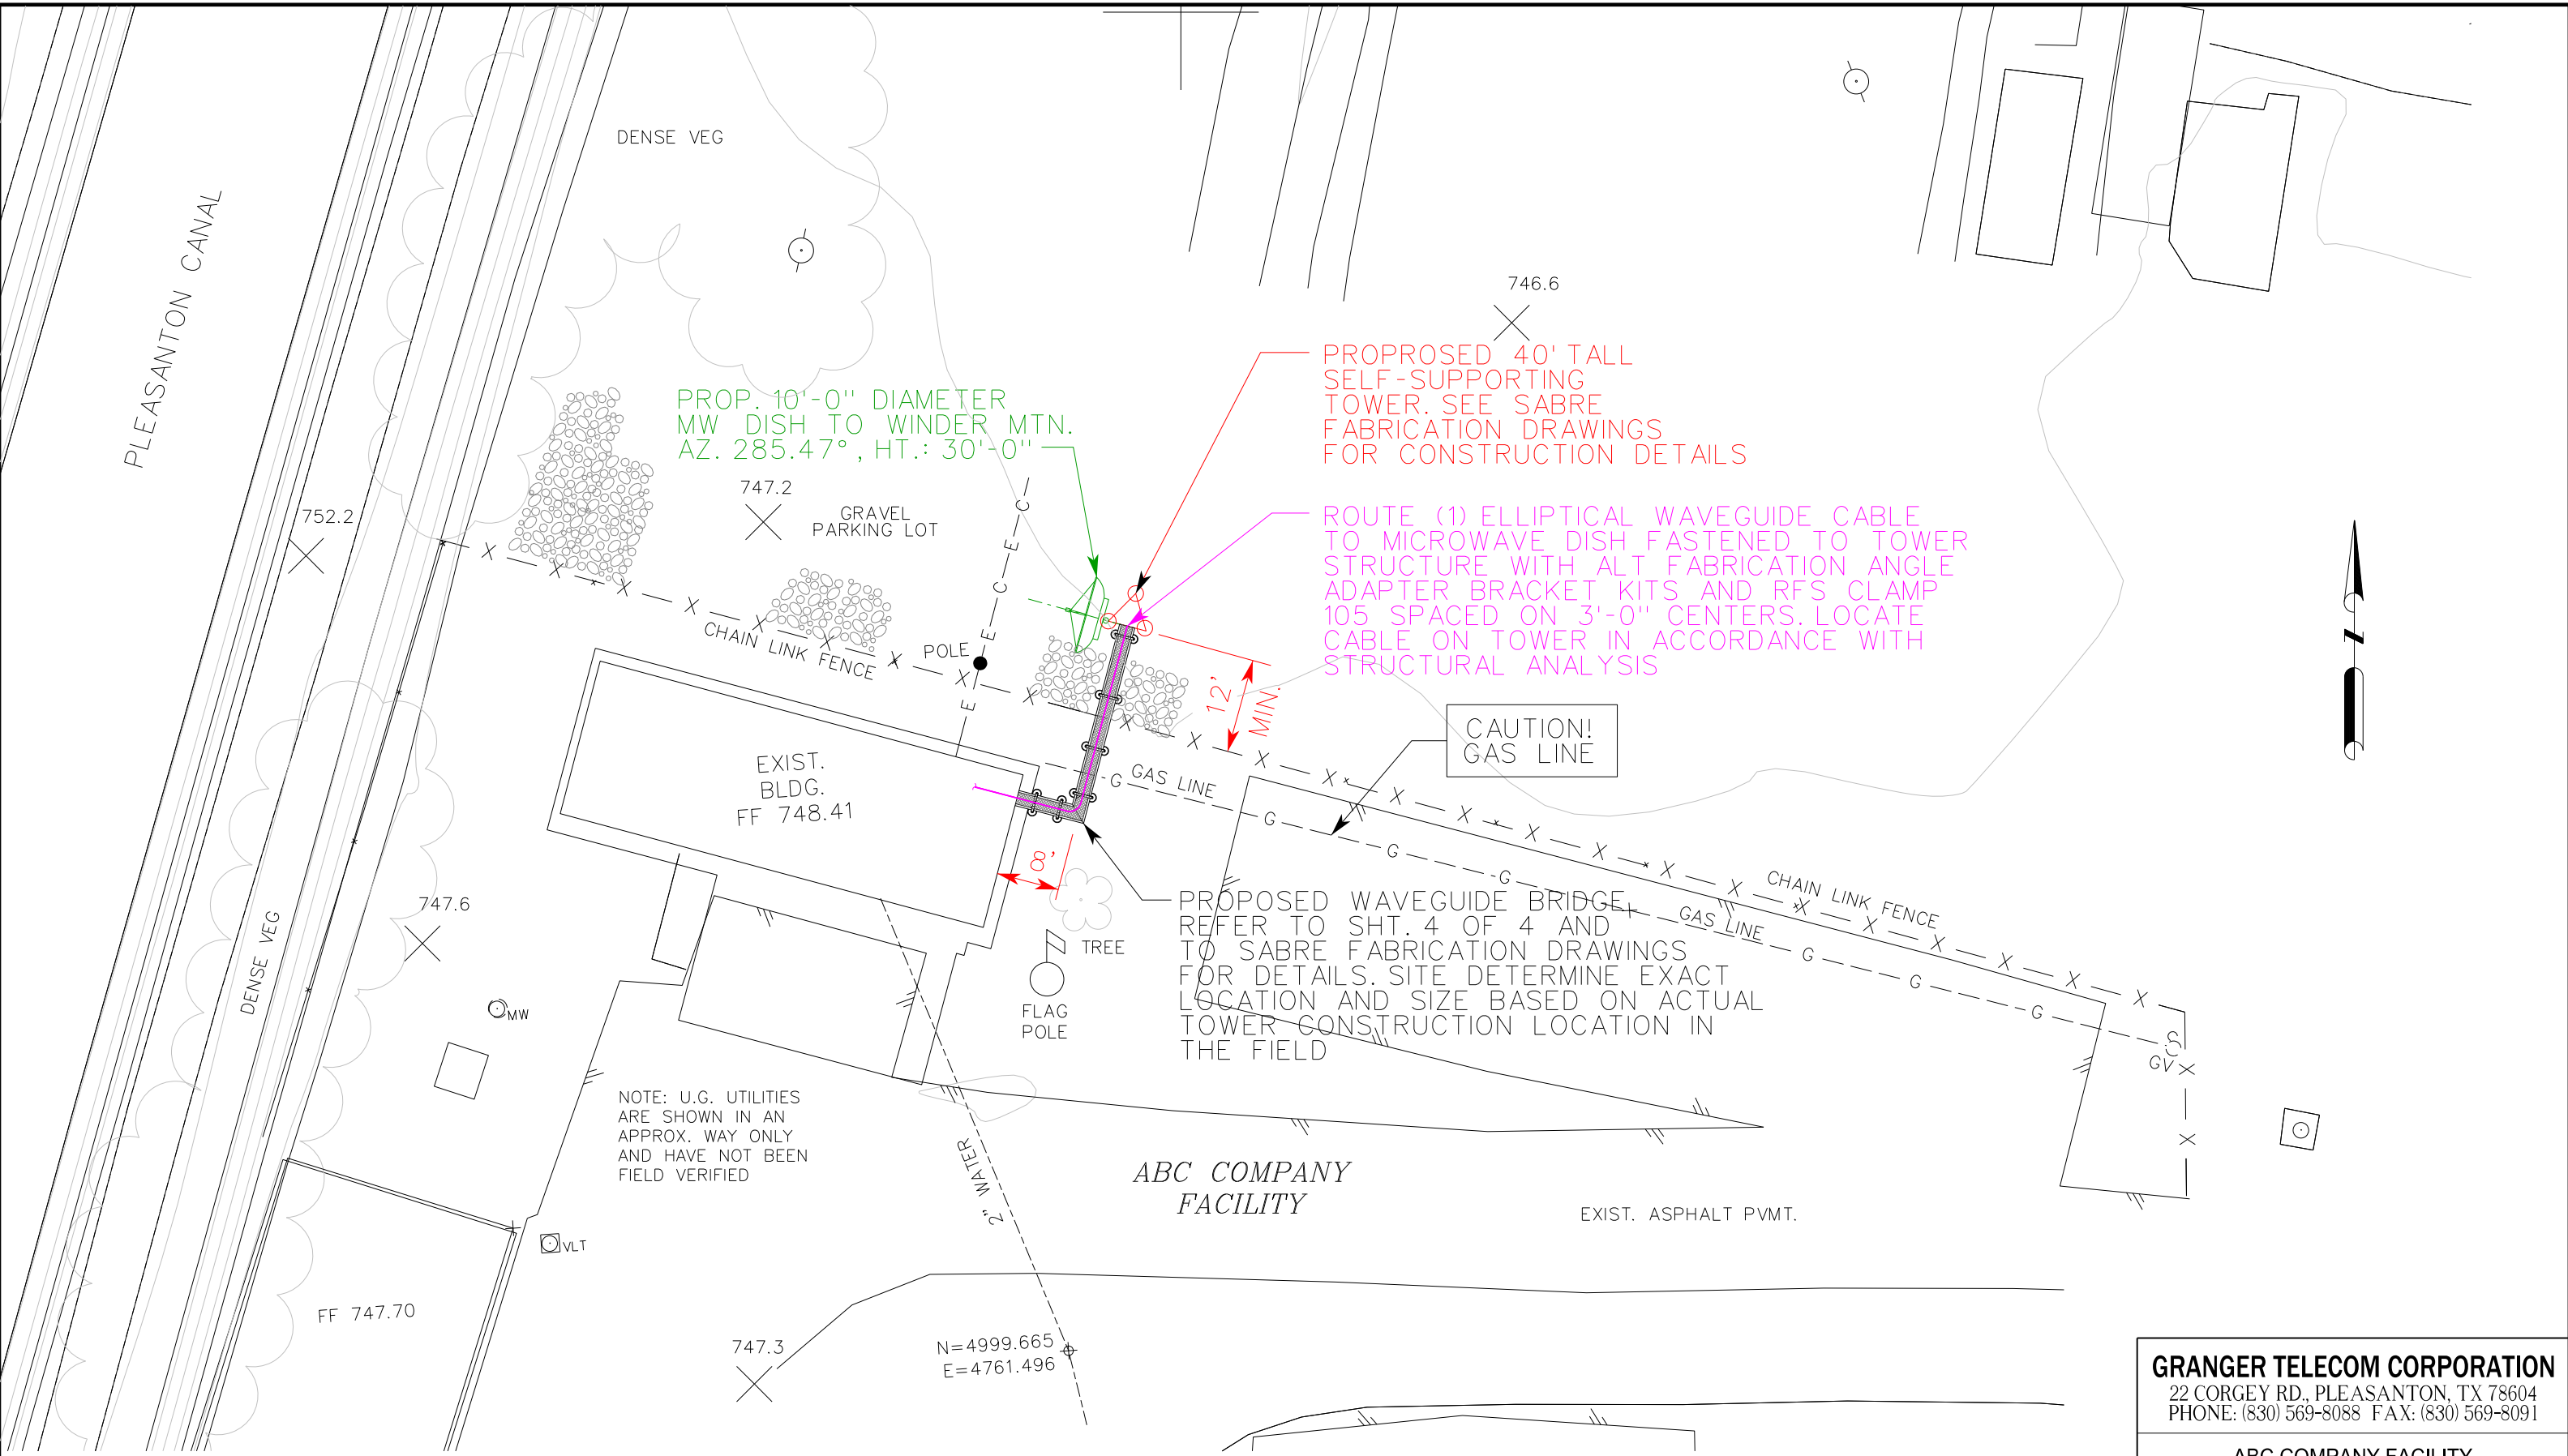 DENSE VEG
PLEASANTON CANAL
746.6
PROPROSED 40' TALL
SELF-SUPPORTING
TOWER. SEE SABRE
FABRICATION DRAWINGS
FOR CONSTRUCTION DETAILS
PROP. 10'-0" DIAMETER
MW DISH TO WINDER MTN.
AZ. 285.47°, HT.: 30'-0"
747.2
GRAVEL
PARKING LOT
752.2
ROUTE (1) ELLIPTICAL WAVEGUIDE CABLE
TO MICROWAVE DISH FASTENED TO TOWER
STRUCTURE WITH ALT FABRICATION ANGLE
ADAPTER BRACKET KITS AND RFS CLAMP
105 SPACED ON 3'-0" CENTERS. LOCATE
CABLE ON TOWER IN ACCORDANCE WITH
STRUCTURAL ANALYSIS
C
E
C
E
E
X X X X X X X X X X
CHAIN LINK FENCE
POLE
12'
MIN.
CAUTION!
GAS LINE
EXIST.
BLDG.
FF 748.41
G GAS LINE
G G G
8'
TREE
FLAG
POLE
PROPOSED WAVEGUIDE BRIDGE.
REFER TO SHT. 4 OF 4 AND
TO SABRE FABRICATION DRAWINGS
FOR DETAILS. SITE DETERMINE EXACT
LOCATION AND SIZE BASED ON ACTUAL
TOWER CONSTRUCTION LOCATION IN
THE FIELD
X X X X X X X X X X X X X X
CHAIN LINK FENCE
GAS LINE
G G G
GV
X
X
747.6
DENSE VEG
MW
NOTE: U.G. UTILITIES
ARE SHOWN IN AN
APPROX. WAY ONLY
AND HAVE NOT BEEN
FIELD VERIFIED
2" WATER
ABC COMPANY
FACILITY
EXIST. ASPHALT PVMT.
VLT
FF 747.70
747.3
N=4999.665
E=4761.496
GRANGER TELECOM CORPORATION
22 CORGEY RD., PLEASANTON, TX 78604
PHONE: (830) 569-8088 FAX: (830) 569-8091
ABC COMPANY FACILITY